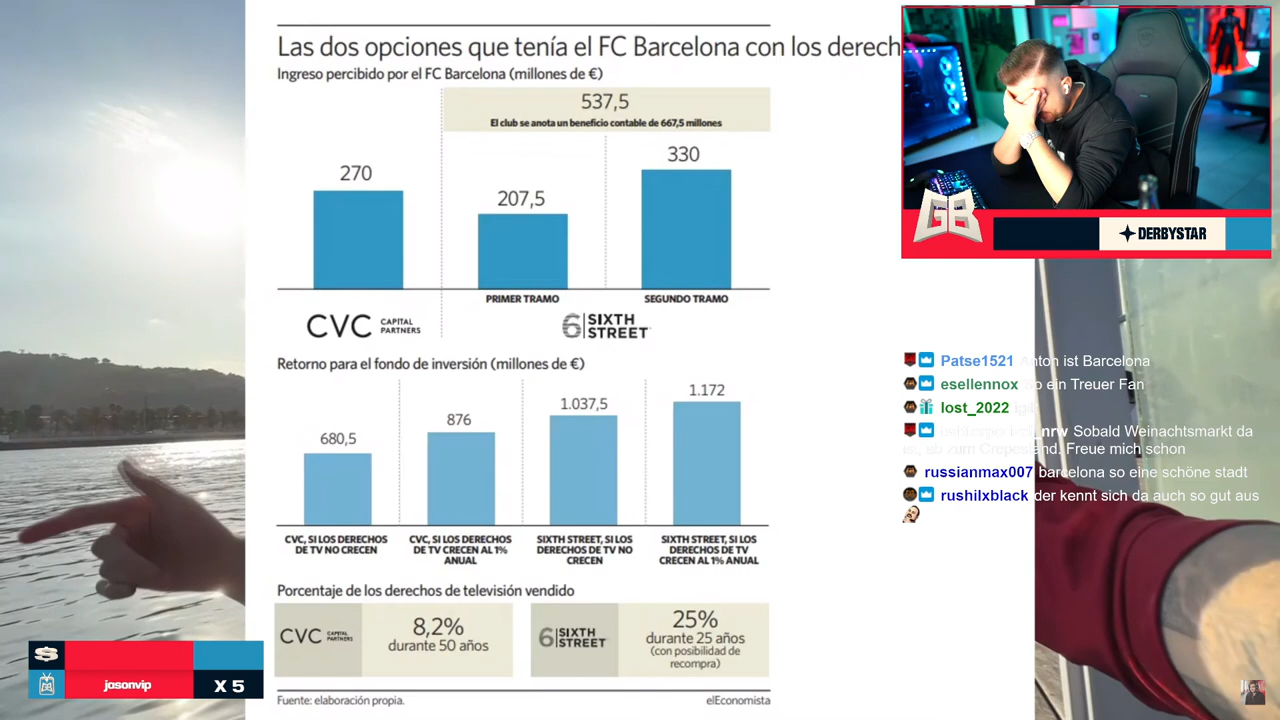 Las dos opciones que tenía el FC Barcelona con los derech
Ingreso percibido por el FC Barcelona (millones de €)
537,5
El club se anota un beneficio contable de 667,5 millones
270
207,5
330
PRIMER TRAMO
SEGUNDO TRAMO
CVC CAPITAL
PARTNERS
6 SIXTH
STREET
Retorno para el fondo de inversión (millones de €)
680,5
876
1.037,5
1.172
CVC, SI LOS DERECHOS
DE TV NO CRECEN
CVC, SI LOS DERECHOS
DE TV CRECEN AL 1%
ANUAL
SIXTH STREET, SI LOS
DERECHOS DE TV NO
CRECEN
SIXTH STREET, SI LOS
DERECHOS DE TV
CRECEN AL 1% ANUAL
Porcentaje de los derechos de televisión vendido
CVC CAPITAL
PARTNERS
8,2%
durante 50 años
6 SIXTH
STREET
25%
durante 25 años
(con posibilidad de
recompra)
Fuente: elaboración propia.
elEconomista
GB
DERBYSTAR
Patse1521 Anton ist Barcelona
esellennox So ein Treuer Fan
lost_2022
nrw Sobald Weinachtsmarkt da
ist, ab zum Crepesland. Freue mich schon
russianmax007 barcelona so eine schöne stadt
rushilxblack der kennt sich da auch so gut aus
jasonvip
X 5